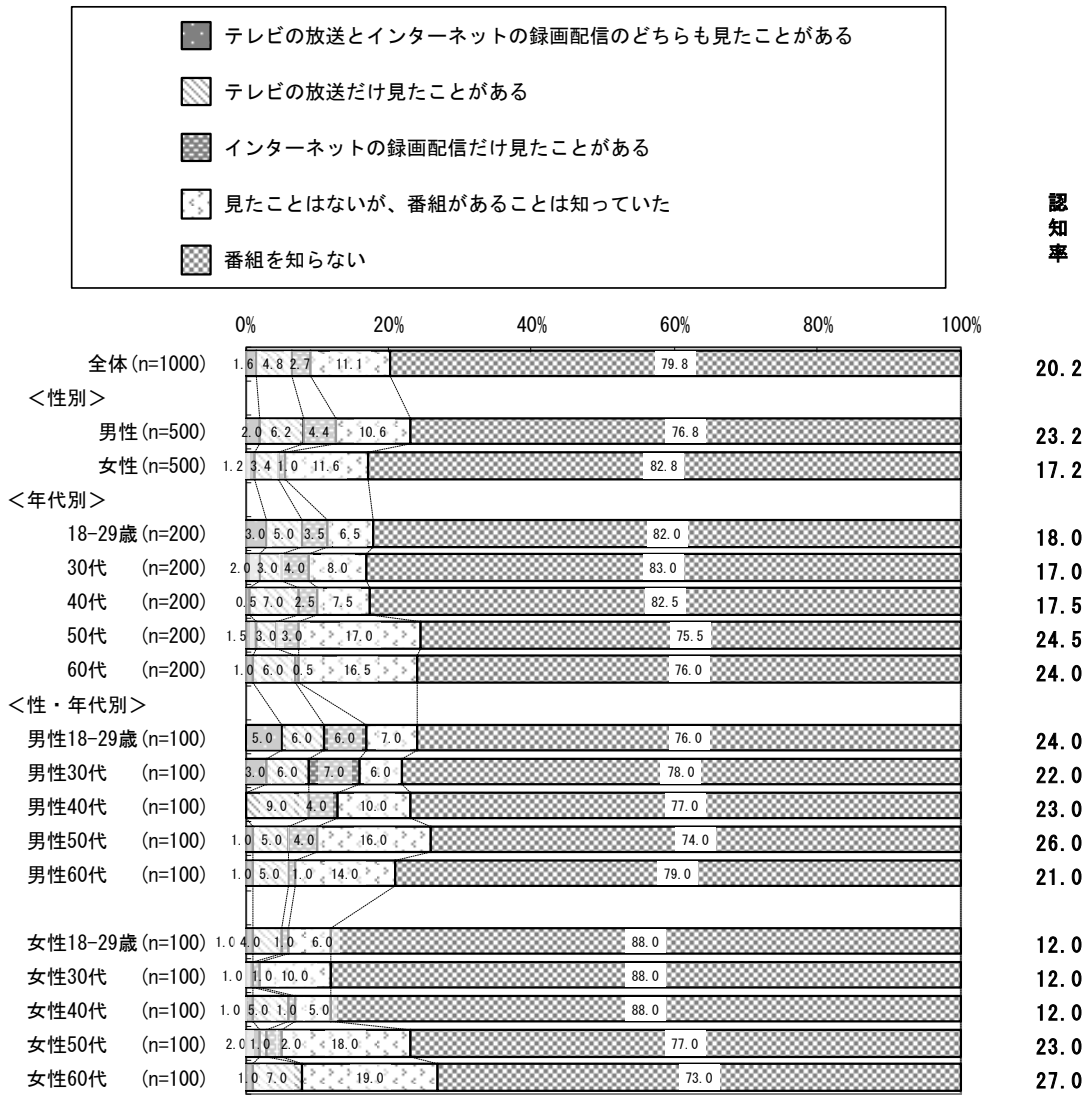 テレビの放送とインターネットの録画配信のどちらも見たことがある
テレビの放送だけ見たことがある
インターネットの録画配信だけ見たことがある
見たことはないが、番組があることは知っていた
番組を知らない
認知率
0% 20% 40% 60% 80% 100%
全体(n=1000) 1.6 4.8 2.7 11.1 79.8 20.2
＜性別＞
男性(n=500) 2.0 6.2 4.4 10.6 76.8 23.2
女性(n=500) 1.2 3.4 1.0 11.6 82.8 17.2
＜年代別＞
18-29歳(n=200) 3.0 5.0 3.5 6.5 82.0 18.0
30代 (n=200) 2.0 3.0 4.0 8.0 83.0 17.0
40代 (n=200) 0.5 7.0 2.5 7.5 82.5 17.5
50代 (n=200) 1.5 3.0 3.0 17.0 75.5 24.5
60代 (n=200) 1.0 6.0 0.5 16.5 76.0 24.0
＜性・年代別＞
男性18-29歳(n=100) 5.0 6.0 6.0 7.0 76.0 24.0
男性30代 (n=100) 3.0 6.0 7.0 6.0 78.0 22.0
男性40代 (n=100) 9.0 4.0 10.0 77.0 23.0
男性50代 (n=100) 1.0 5.0 4.0 16.0 74.0 26.0
男性60代 (n=100) 1.0 5.0 1.0 14.0 79.0 21.0
女性18-29歳(n=100) 1.0 4.0 1.0 6.0 88.0 12.0
女性30代 (n=100) 1.0 1.0 10.0 88.0 12.0
女性40代 (n=100) 1.0 5.0 1.0 5.0 88.0 12.0
女性50代 (n=100) 2.0 1.0 2.0 18.0 77.0 23.0
女性60代 (n=100) 1.0 7.0 19.0 73.0 27.0